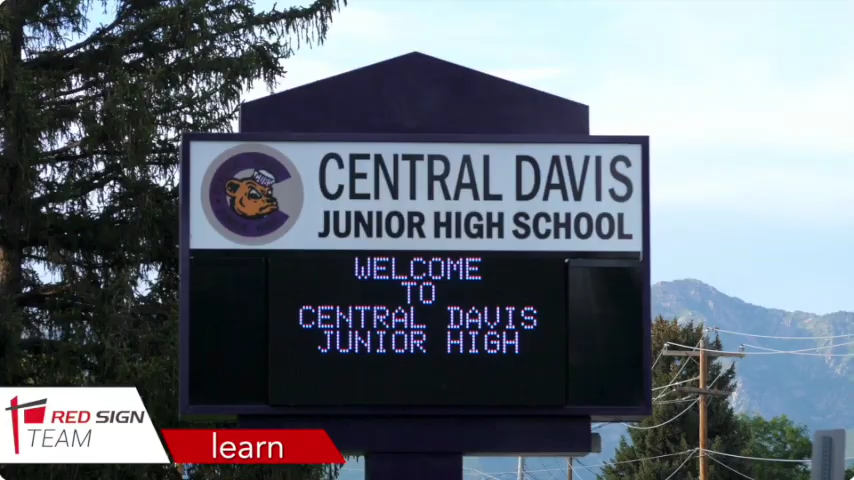 CENTRAL DAVIS
JUNIOR HIGH SCHOOL
WELCOME
TO
CENTRAL DAVIS
JUNIOR HIGH
RED SIGN
TEAM
learn